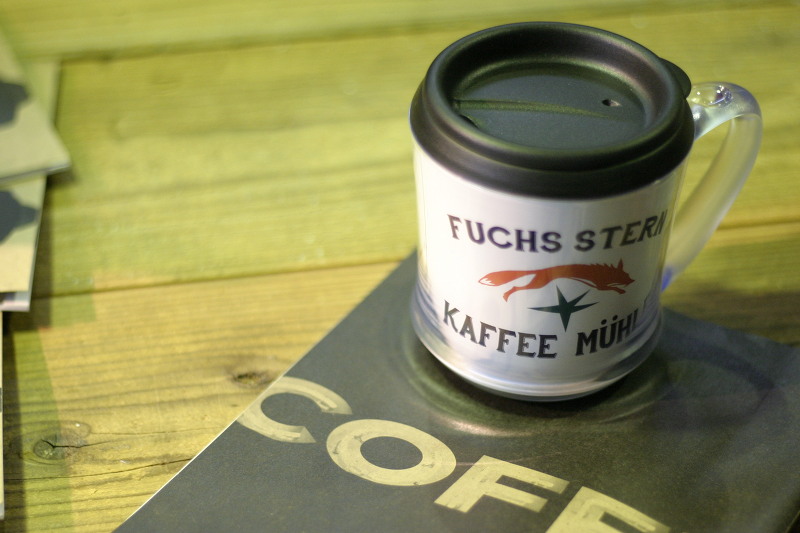 FUCHS STERN
KAFFEE MÜHL
COFF